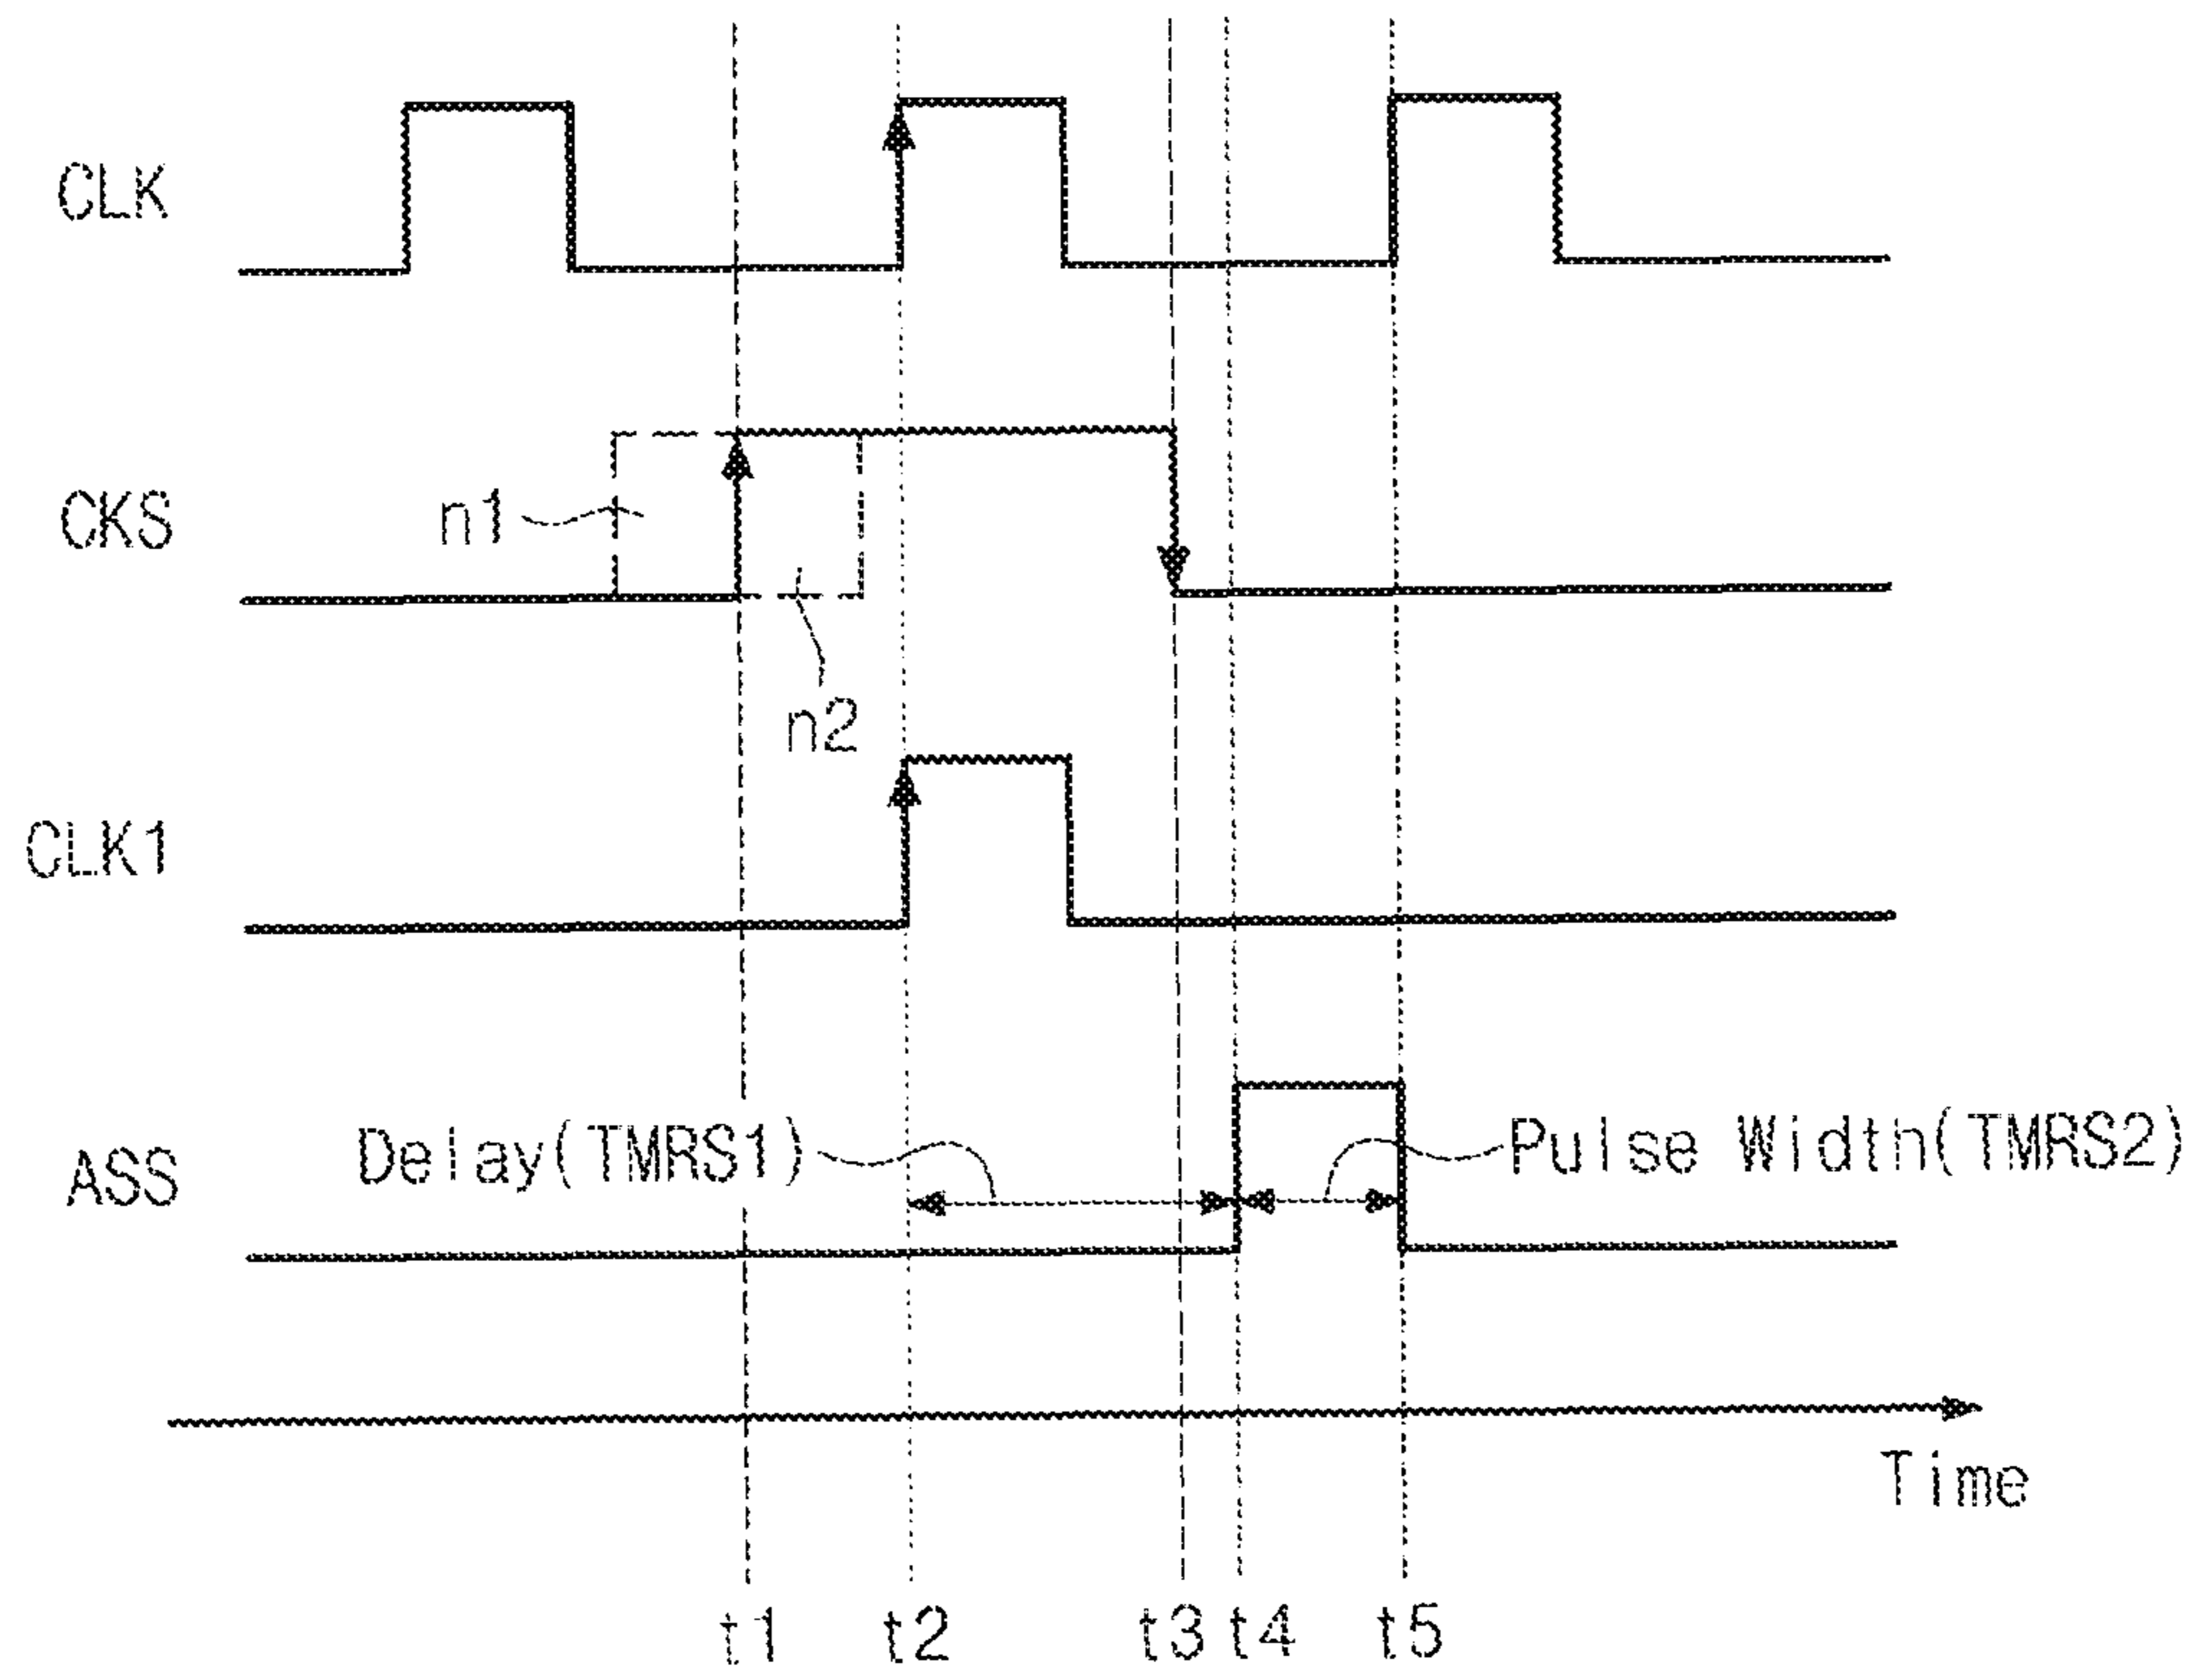 CLK
CKS
n1
n2
CLK1
ASS
Delay(TMRS1)
Pulse Width(TMRS2)
Time
t1 t2 t3 t4 t5